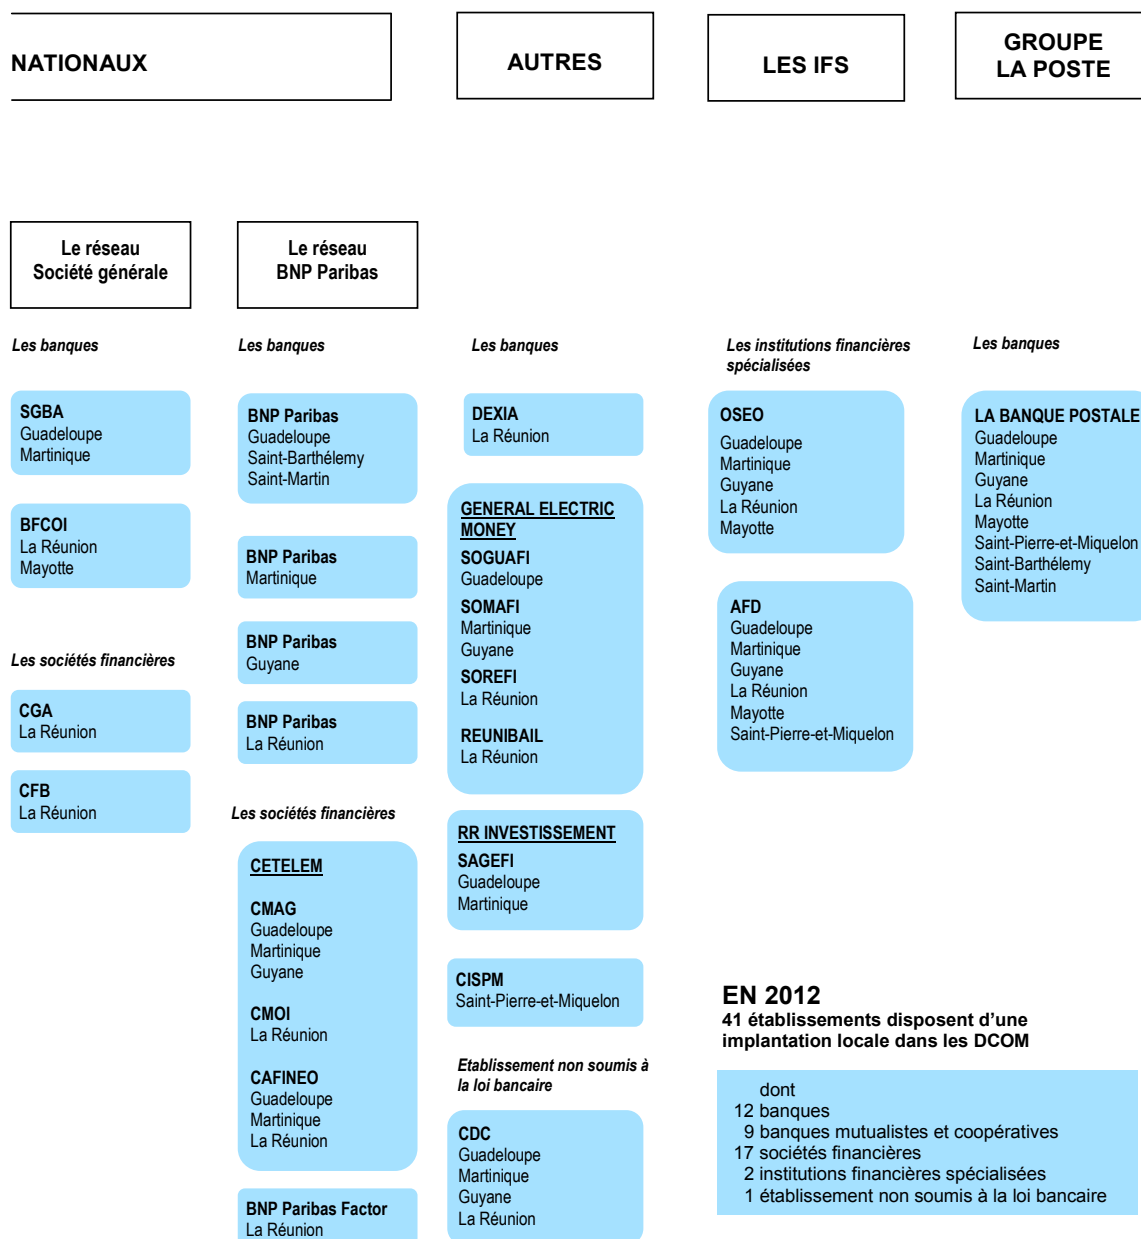 NATIONAUX
AUTRES
LES IFS
GROUPE
LA POSTE
Le réseau
Société générale
Le réseau
BNP Paribas
Les banques
SGBA
Guadeloupe
Martinique
BFCOI
La Réunion
Mayotte
Les sociétés financières
CGA
La Réunion
CFB
La Réunion
Les banques
BNP Paribas
Guadeloupe
Saint-Barthélemy
Saint-Martin
BNP Paribas
Martinique
BNP Paribas
Guyane
BNP Paribas
La Réunion
Les sociétés financières
CETELEM
CMAG
Guadeloupe
Martinique
Guyane
CMOI
La Réunion
CAFINEO
Guadeloupe
Martinique
La Réunion
BNP Paribas Factor
La Réunion
Les banques
DEXIA
La Réunion
GENERAL ELECTRIC
MONEY
SOGUAFI
Guadeloupe
SOMAFI
Martinique
Guyane
SOREFI
La Réunion
REUNIBAIL
La Réunion
RR INVESTISSEMENT
SAGEFI
Guadeloupe
Martinique
CISPM
Saint-Pierre-et-Miquelon
Etablissement non soumis à
la loi bancaire
CDC
Guadeloupe
Martinique
Guyane
La Réunion
Les institutions financières
spécialisées
OSEO
Guadeloupe
Martinique
Guyane
La Réunion
Mayotte
AFD
Guadeloupe
Martinique
Guyane
La Réunion
Mayotte
Saint-Pierre-et-Miquelon
Les banques
LA BANQUE POSTALE
Guadeloupe
Martinique
Guyane
La Réunion
Mayotte
Saint-Pierre-et-Miquelon
Saint-Barthélemy
Saint-Martin
EN 2012
41 établissements disposent d'une
implantation locale dans les DCOM
dont
12 banques
9 banques mutualistes et coopératives
17 sociétés financières
2 institutions financières spécialisées
1 établissement non soumis à la loi bancaire